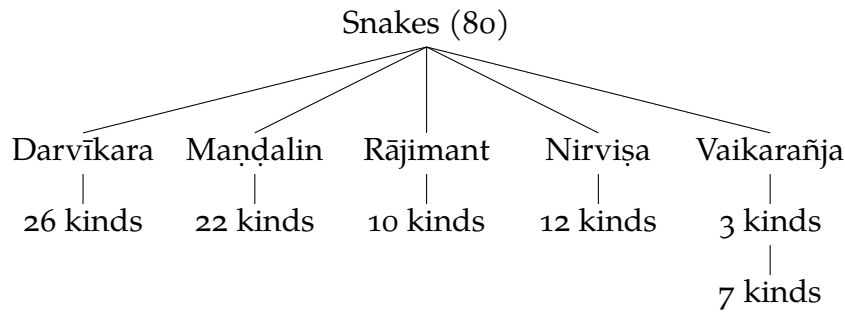 Snakes (80)
Darvīkara Maṇḍalin Rājimant Nirviṣa Vaikarañja
26 kinds 22 kinds 10 kinds 12 kinds 3 kinds
7 kinds